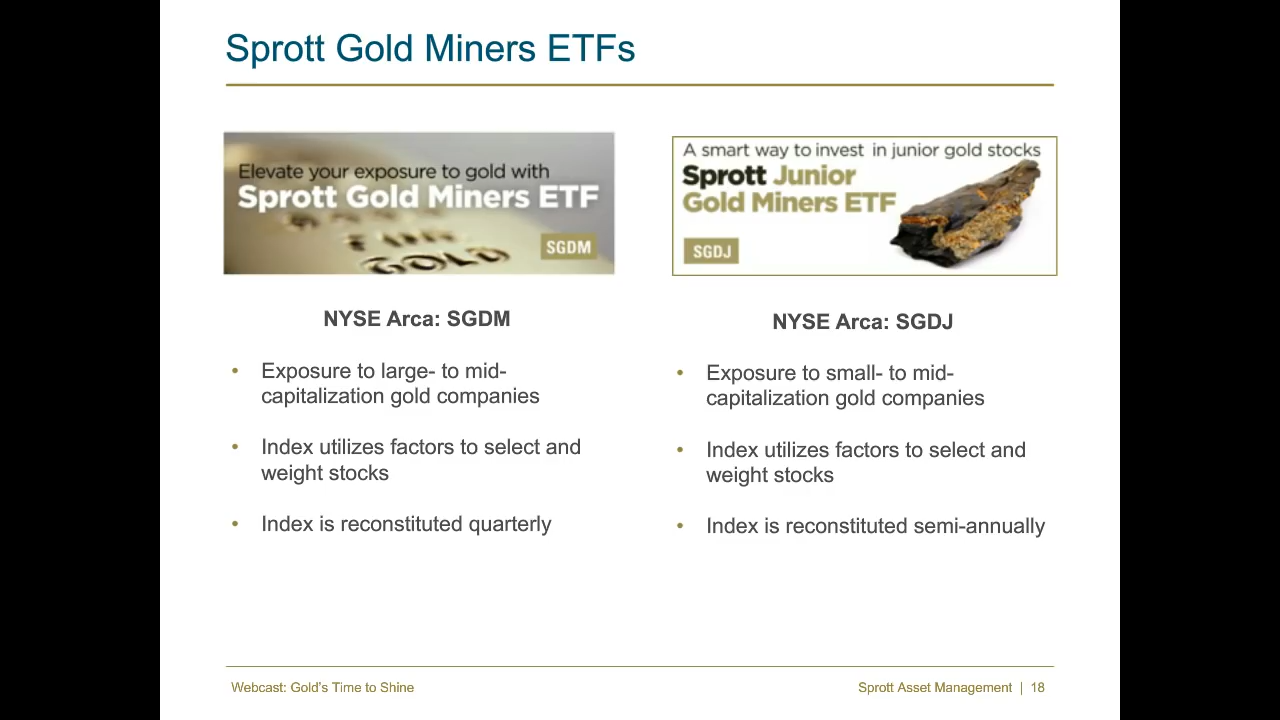 Sprott Gold Miners ETFs
Elevate your exposure to gold with
Sprott Gold Miners ETF
GOLD
SGDM
NYSE Arca: SGDM
• Exposure to large- to mid-
capitalization gold companies
• Index utilizes factors to select and
weight stocks
• Index is reconstituted quarterly
A smart way to invest in junior gold stocks
Sprott Junior
Gold Miners ETF
SGDJ
NYSE Arca: SGDJ
• Exposure to small- to mid-
capitalization gold companies
• Index utilizes factors to select and
weight stocks
• Index is reconstituted semi-annually
Webcast: Gold's Time to Shine
Sprott Asset Management | 18